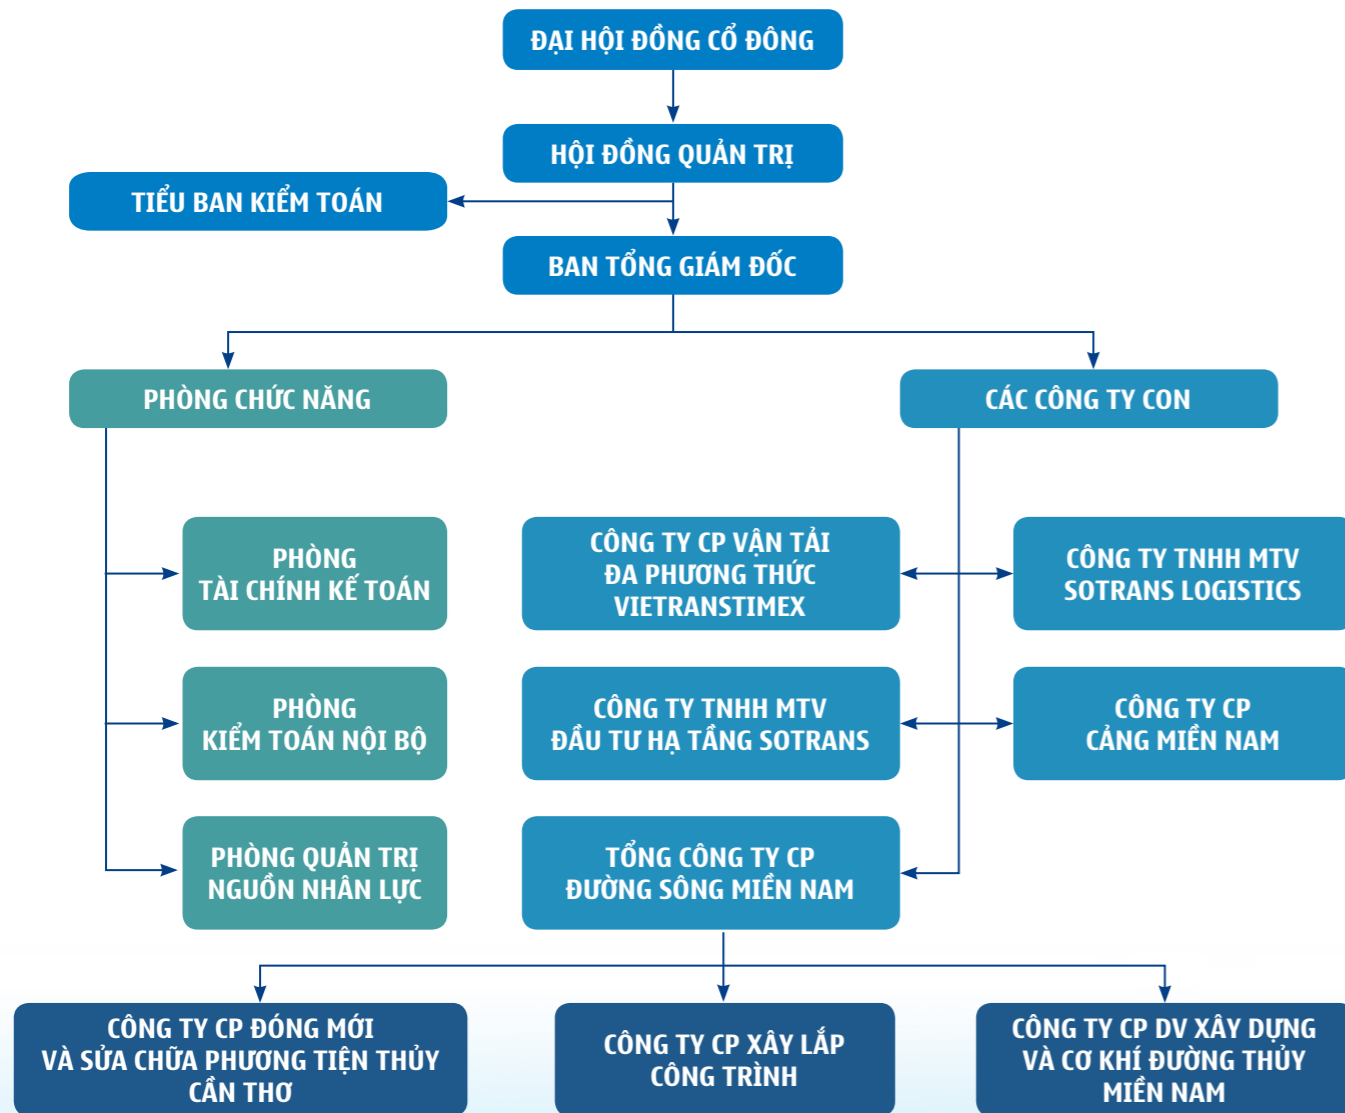 ĐẠI HỘI ĐỒNG CỔ ĐÔNG
HỘI ĐỒNG QUẢN TRỊ
TIỂU BAN KIỂM TOÁN
BAN TỔNG GIÁM ĐỐC
PHÒNG CHỨC NĂNG
CÁC CÔNG TY CON
PHÒNG
TÀI CHÍNH KẾ TOÁN
CÔNG TY CP VẬN TẢI
ĐA PHƯƠNG THỨC
VIETRANSTIMEX
CÔNG TY TNHH MTV
SOTRANS LOGISTICS
PHÒNG
KIỂM TOÁN NỘI BỘ
CÔNG TY TNHH MTV
ĐẦU TƯ HẠ TẦNG SOTRANS
CÔNG TY CP
CẢNG MIỀN NAM
PHÒNG QUẢN TRỊ
NGUỒN NHÂN LỰC
TỔNG CÔNG TY CP
ĐƯỜNG SÔNG MIỀN NAM
CÔNG TY CP ĐÓNG MỚI
VÀ SỬA CHỮA PHƯƠNG TIỆN THỦY
CẦN THƠ
CÔNG TY CP XÂY LẮP
CÔNG TRÌNH
CÔNG TY CP DV XÂY DỰNG
VÀ CƠ KHÍ ĐƯỜNG THỦY
MIỀN NAM